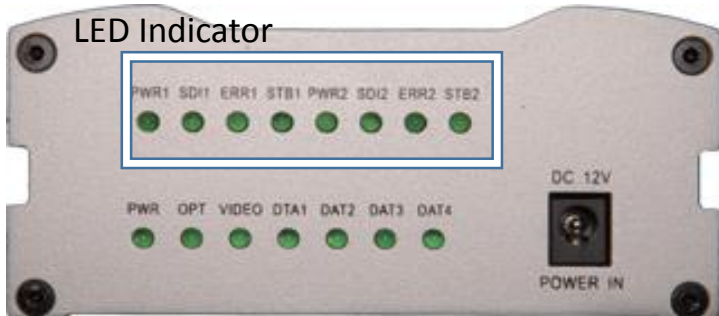 LED Indicator
PWR1 SDI1 ERR1 STB1 PWR2 SDI2 ERR2 STB2
DC 12V
PWR OPT VIDEO DTA1 DAT2 DAT3 DAT4
POWER IN